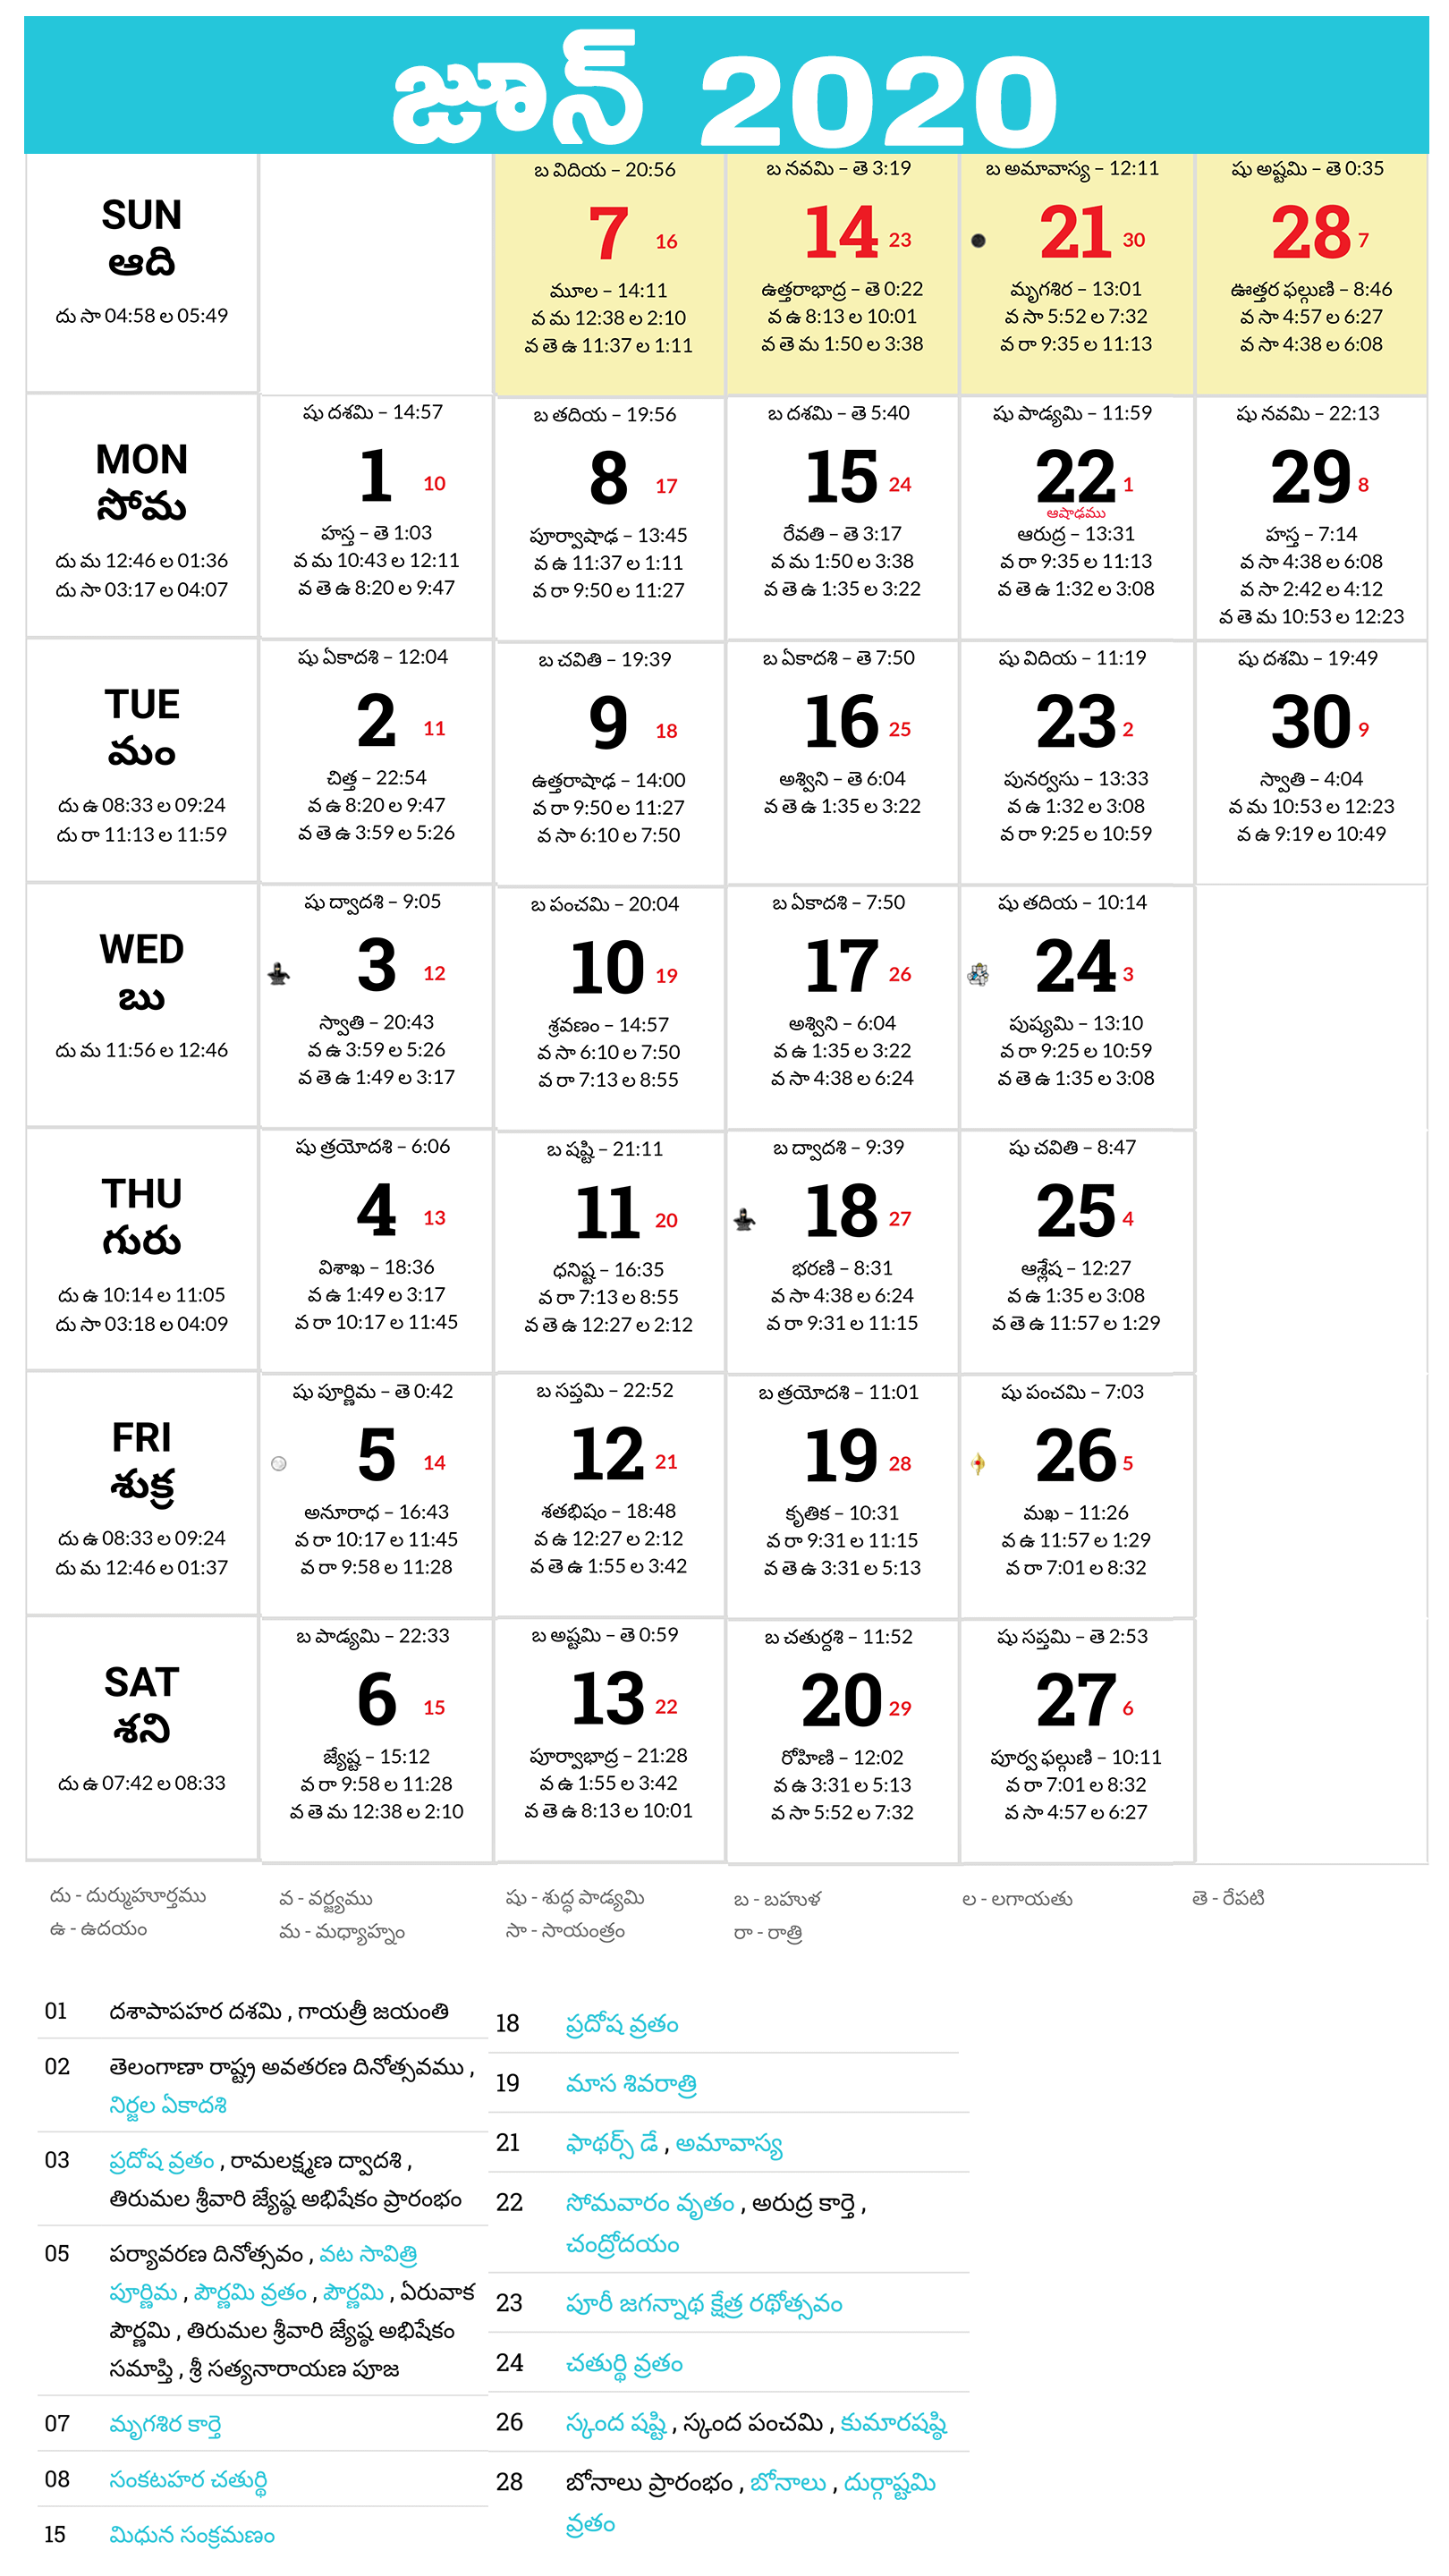 జూన్ 2020
SUN
ఆది
దు సా 04:58 ల 05:49
బ విదియ – 20:56
7 16
మూల – 14:11
వ మ 12:38 ల 2:10
వ తె ఉ 11:37 ల 1:11
బ నవమి – తె 3:19
14 23
ఉత్తరాభాద్ర – తె 0:22
వ ఉ 8:13 ల 10:01
వ తె మ 1:50 ల 3:38
బ అమావాస్య – 12:11
21 30
మృగశిర – 13:01
వ సా 5:52 ల 7:32
వ రా 9:35 ల 11:13
షు అష్టమి – తె 0:35
28 7
ఊత్తర ఫల్గుణి – 8:46
వ సా 4:57 ల 6:27
వ సా 4:38 ల 6:08
MON
సోమ
దు మ 12:46 ల 01:36
దు సా 03:17 ల 04:07
షు దశమి – 14:57
1 10
హస్త – తె 1:03
వ మ 10:43 ల 12:11
వ తె ఉ 8:20 ల 9:47
బ తదియ – 19:56
8 17
పూర్వాషాఢ – 13:45
వ ఉ 11:37 ల 1:11
వ రా 9:50 ల 11:27
బ దశమి – తె 5:40
15 24
రేవతి – తె 3:17
వ మ 1:50 ల 3:38
వ తె ఉ 1:35 ల 3:22
షు పాడ్యమి – 11:59
22 1
ఆషాఢము
ఆరుద్ర – 13:31
వ రా 9:35 ల 11:13
వ తె ఉ 1:32 ల 3:08
షు నవమి – 22:13
29 8
హస్త – 7:14
వ సా 4:38 ల 6:08
వ సా 2:42 ల 4:12
వ తె మ 10:53 ల 12:23
TUE
మం
దు ఉ 08:33 ల 09:24
దు రా 11:13 ల 11:59
షు ఏకాదశి – 12:04
2 11
చిత్త – 22:54
వ ఉ 8:20 ల 9:47
వ తె ఉ 3:59 ల 5:26
బ చవితి – 19:39
9 18
ఉత్తరాషాఢ – 14:00
వ రా 9:50 ల 11:27
వ సా 6:10 ల 7:50
బ ఏకాదశి – తె 7:50
16 25
అశ్విని – తె 6:04
వ తె ఉ 1:35 ల 3:22
షు విదియ – 11:19
23 2
పునర్వసు – 13:33
వ ఉ 1:32 ల 3:08
వ రా 9:25 ల 10:59
షు దశమి – 19:49
30 9
స్వాతి – 4:04
వ మ 10:53 ల 12:23
వ ఉ 9:19 ల 10:49
WED
బు
దు మ 11:56 ల 12:46
షు ద్వాదశి – 9:05
3 12
స్వాతి – 20:43
వ ఉ 3:59 ల 5:26
వ తె ఉ 1:49 ల 3:17
బ పంచమి – 20:04
10 19
శ్రవణం – 14:57
వ సా 6:10 ల 7:50
వ రా 7:13 ల 8:55
బ ఏకాదశి – 7:50
17 26
అశ్విని – 6:04
వ ఉ 1:35 ల 3:22
వ సా 4:38 ల 6:24
షు తదియ – 10:14
24 3
పుష్యమి – 13:10
వ రా 9:25 ల 10:59
వ తె ఉ 1:35 ల 3:08
THU
గురు
దు ఉ 10:14 ల 11:05
దు సా 03:18 ల 04:09
షు త్రయోదశి – 6:06
4 13
విశాఖ – 18:36
వ ఉ 1:49 ల 3:17
వ రా 10:17 ల 11:45
బ షష్టి – 21:11
11 20
ధనిష్ట – 16:35
వ రా 7:13 ల 8:55
వ తె ఉ 12:27 ల 2:12
బ ద్వాదశి – 9:39
18 27
భరణి – 8:31
వ సా 4:38 ల 6:24
వ రా 9:31 ల 11:15
షు చవితి – 8:47
25 4
ఆశ్లేష – 12:27
వ ఉ 1:35 ల 3:08
వ తె ఉ 11:57 ల 1:29
FRI
శుక్ర
దు ఉ 08:33 ల 09:24
దు మ 12:46 ల 01:37
షు పూర్ణిమ – తె 0:42
5 14
అనూరాధ – 16:43
వ రా 10:17 ల 11:45
వ రా 9:58 ల 11:28
బ సప్తమి – 22:52
12 21
శతభిషం – 18:48
వ ఉ 12:27 ల 2:12
వ తె ఉ 1:55 ల 3:42
బ త్రయోదశి – 11:01
19 28
కృతిక – 10:31
వ రా 9:31 ల 11:15
వ తె ఉ 3:31 ల 5:13
షు పంచమి – 7:03
26 5
మఖ – 11:26
వ ఉ 11:57 ల 1:29
వ రా 7:01 ల 8:32
SAT
శని
దు ఉ 07:42 ల 08:33
బ పాడ్యమి – 22:33
6 15
జ్యేష్ట – 15:12
వ రా 9:58 ల 11:28
వ తె మ 12:38 ల 2:10
బ అష్టమి – తె 0:59
13 22
పూర్వాభాద్ర – 21:28
వ ఉ 1:55 ల 3:42
వ తె ఉ 8:13 ల 10:01
బ చతుర్దశి – 11:52
20 29
రోహిణి – 12:02
వ ఉ 3:31 ల 5:13
వ సా 5:52 ల 7:32
షు సప్తమి – తె 2:53
27 6
పూర్వ ఫల్గుణి – 10:11
వ రా 7:01 ల 8:32
వ సా 4:57 ల 6:27
దు - దుర్ముహూర్తము
ఉ - ఉదయం
వ - వర్జ్యము
మ - మధ్యాహ్నం
షు - శుద్ధ పాడ్యమి
సా - సాయంత్రం
బ - బహుళ
రా - రాత్రి
ల - లగాయతు
తె - రేపటి
01 దశాపాపహర దశమి , గాయత్రీ జయంతి
02 తెలంగాణా రాష్ట్ర అవతరణ దినోత్సవము ,
నిర్జల ఏకాదశి
03 ప్రదోష వ్రతం , రామలక్ష్మణ ద్వాదశి ,
తిరుమల శ్రీవారి జ్యేష్ఠ అభిషేకం ప్రారంభం
05 పర్యావరణ దినోత్సవం , వట సావిత్రి
పూర్ణిమ , పౌర్ణమి వ్రతం , పౌర్ణమి , ఏరువాక
పౌర్ణమి , తిరుమల శ్రీవారి జ్యేష్ఠ అభిషేకం
సమాప్తి , శ్రీ సత్యనారాయణ పూజ
07 మృగశిర కార్తె
08 సంకటహర చతుర్థి
15 మిధున సంక్రమణం
18 ప్రదోష వ్రతం
19 మాస శివరాత్రి
21 ఫాథర్స్ డే , అమావాస్య
22 సోమవారం వృతం , అరుద్ర కార్తె ,
చంద్రోదయం
23 పూరీ జగన్నాథ క్షేత్ర రథోత్సవం
24 చతుర్థి వ్రతం
26 స్కంద షష్టి , స్కంద పంచమి , కుమారషష్ఠి
28 బోనాలు ప్రారంభం , బోనాలు , దుర్గాష్టమి
వ్రతం